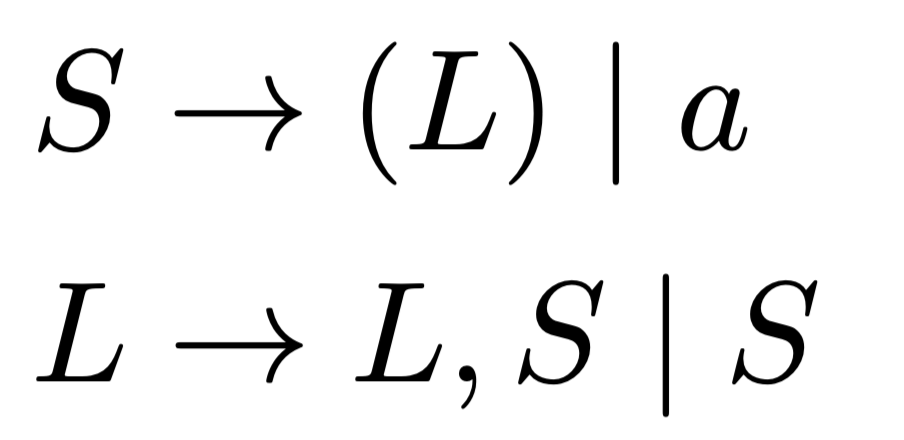 S → (L) | a
L → L, S | S